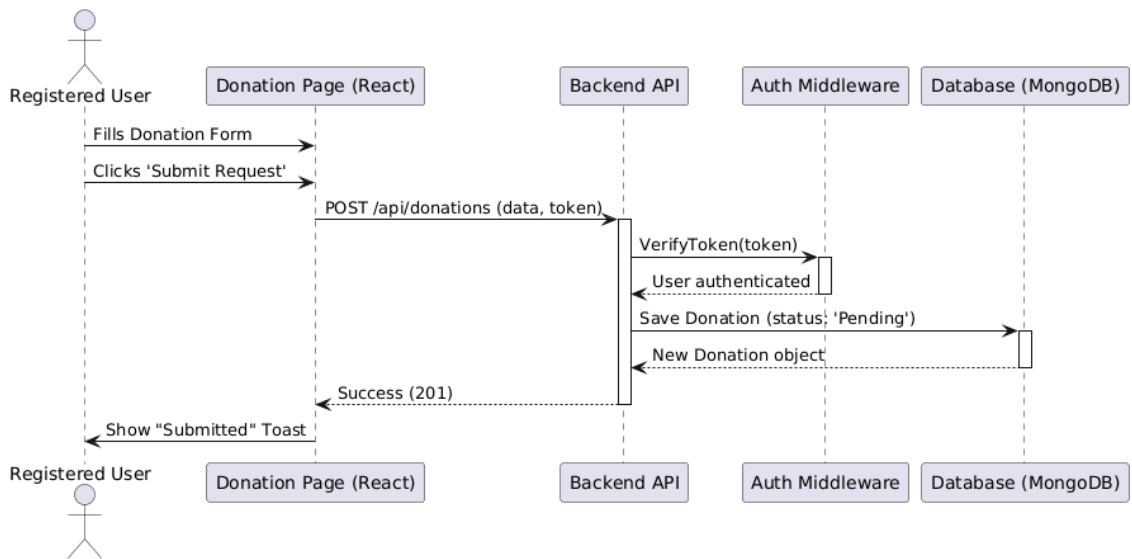 Registered User
Donation Page (React)
Backend API
Auth Middleware
Database (MongoDB)
Fills Donation Form
Clicks 'Submit Request'
POST /api/donations (data, token)
VerifyToken(token)
User authenticated
Save Donation (status: 'Pending')
New Donation object
Success (201)
Show "Submitted" Toast
Registered User
Donation Page (React)
Backend API
Auth Middleware
Database (MongoDB)